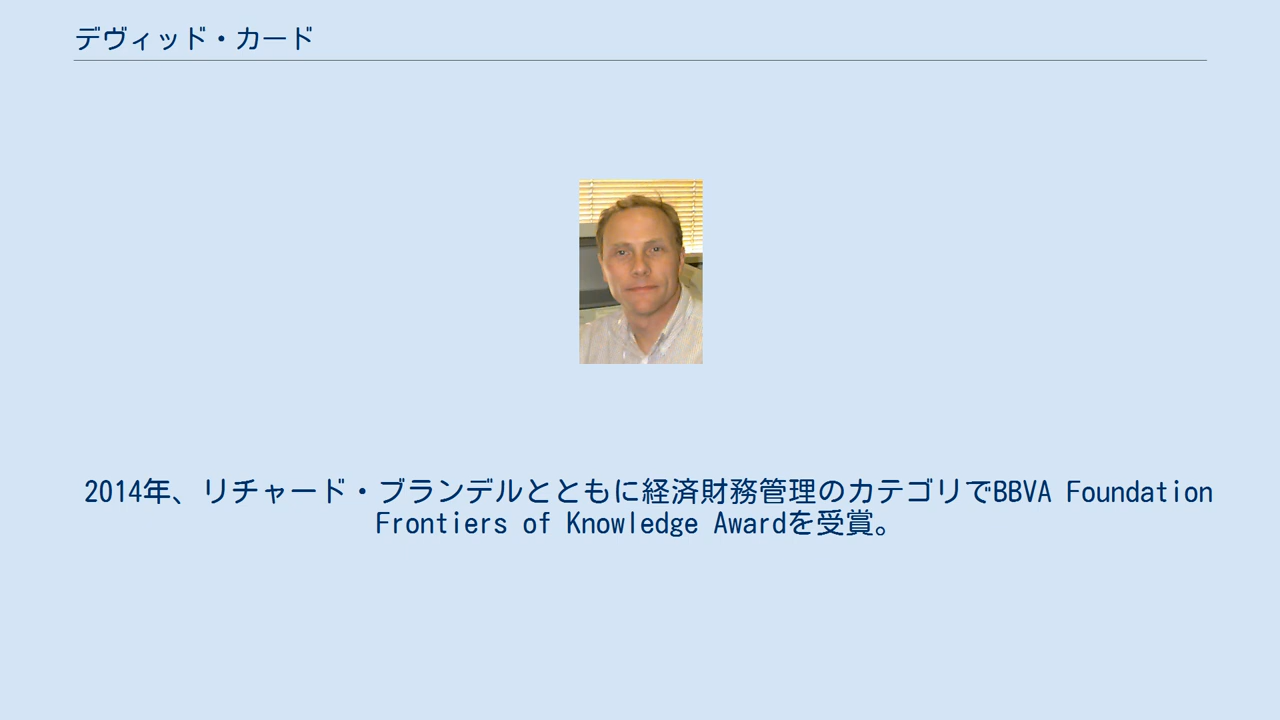 デヴィッド・カード
2014年、リチャード・ブランデルとともに経済財務管理のカテゴリでBBVA Foundation
Frontiers of Knowledge Awardを受賞。